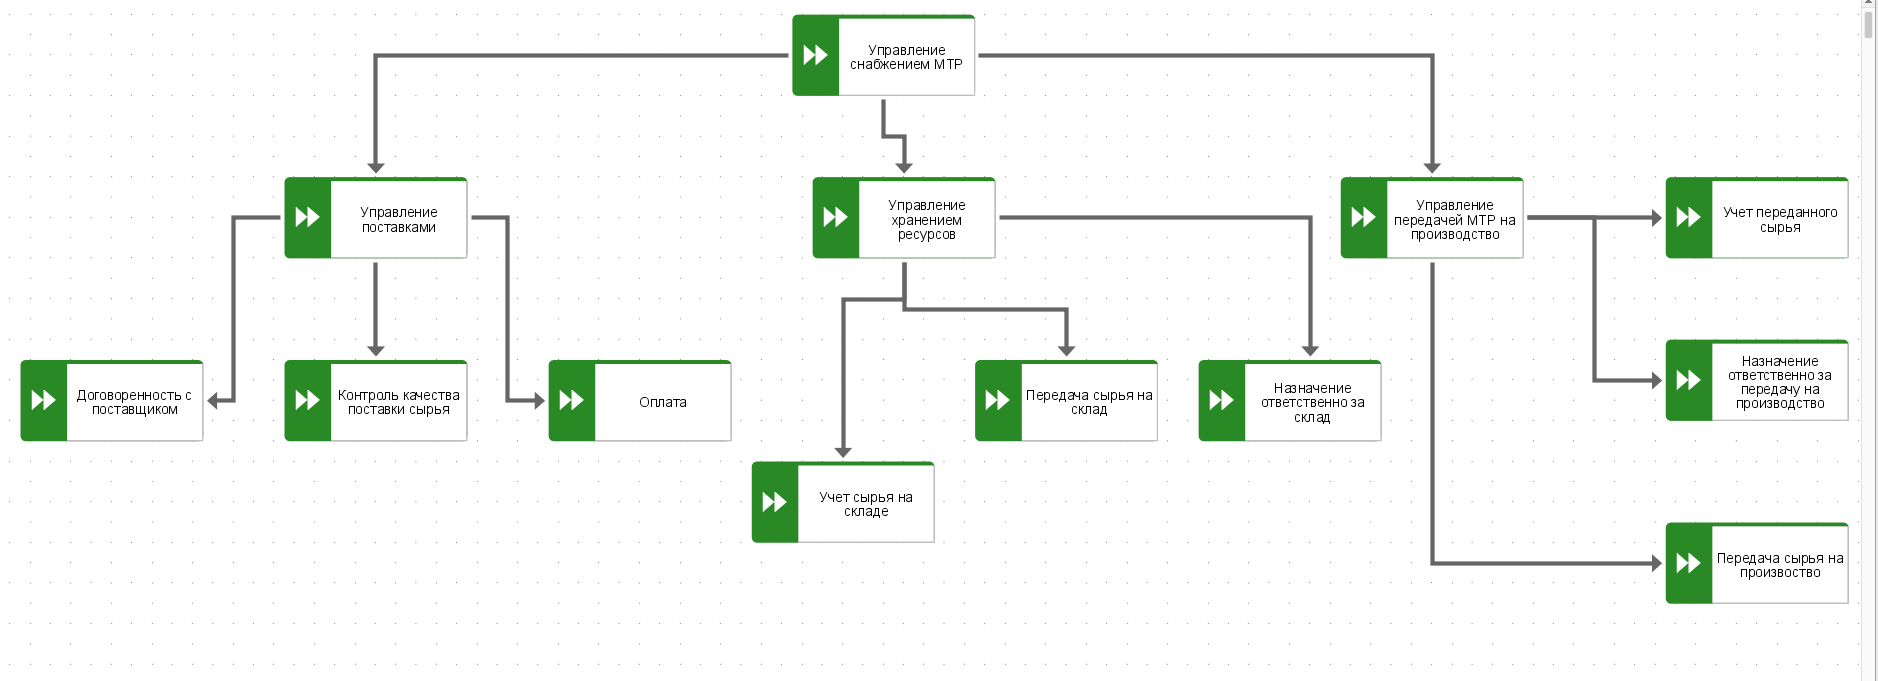 Управление
снабжением МТР
Управление
поставками
Управление
хранением
ресурсов
Управление
передачей МТР на
производство
Учет переданного
сырья
Договоренность с
поставщиком
Контроль качества
поставки сырья
Оплата
Передача сырья на
склад
Назначение
ответственно за
склад
Назначение
ответственно за
передачу на
производство
Учет сырья на
складе
Передача сырья на
произвоство